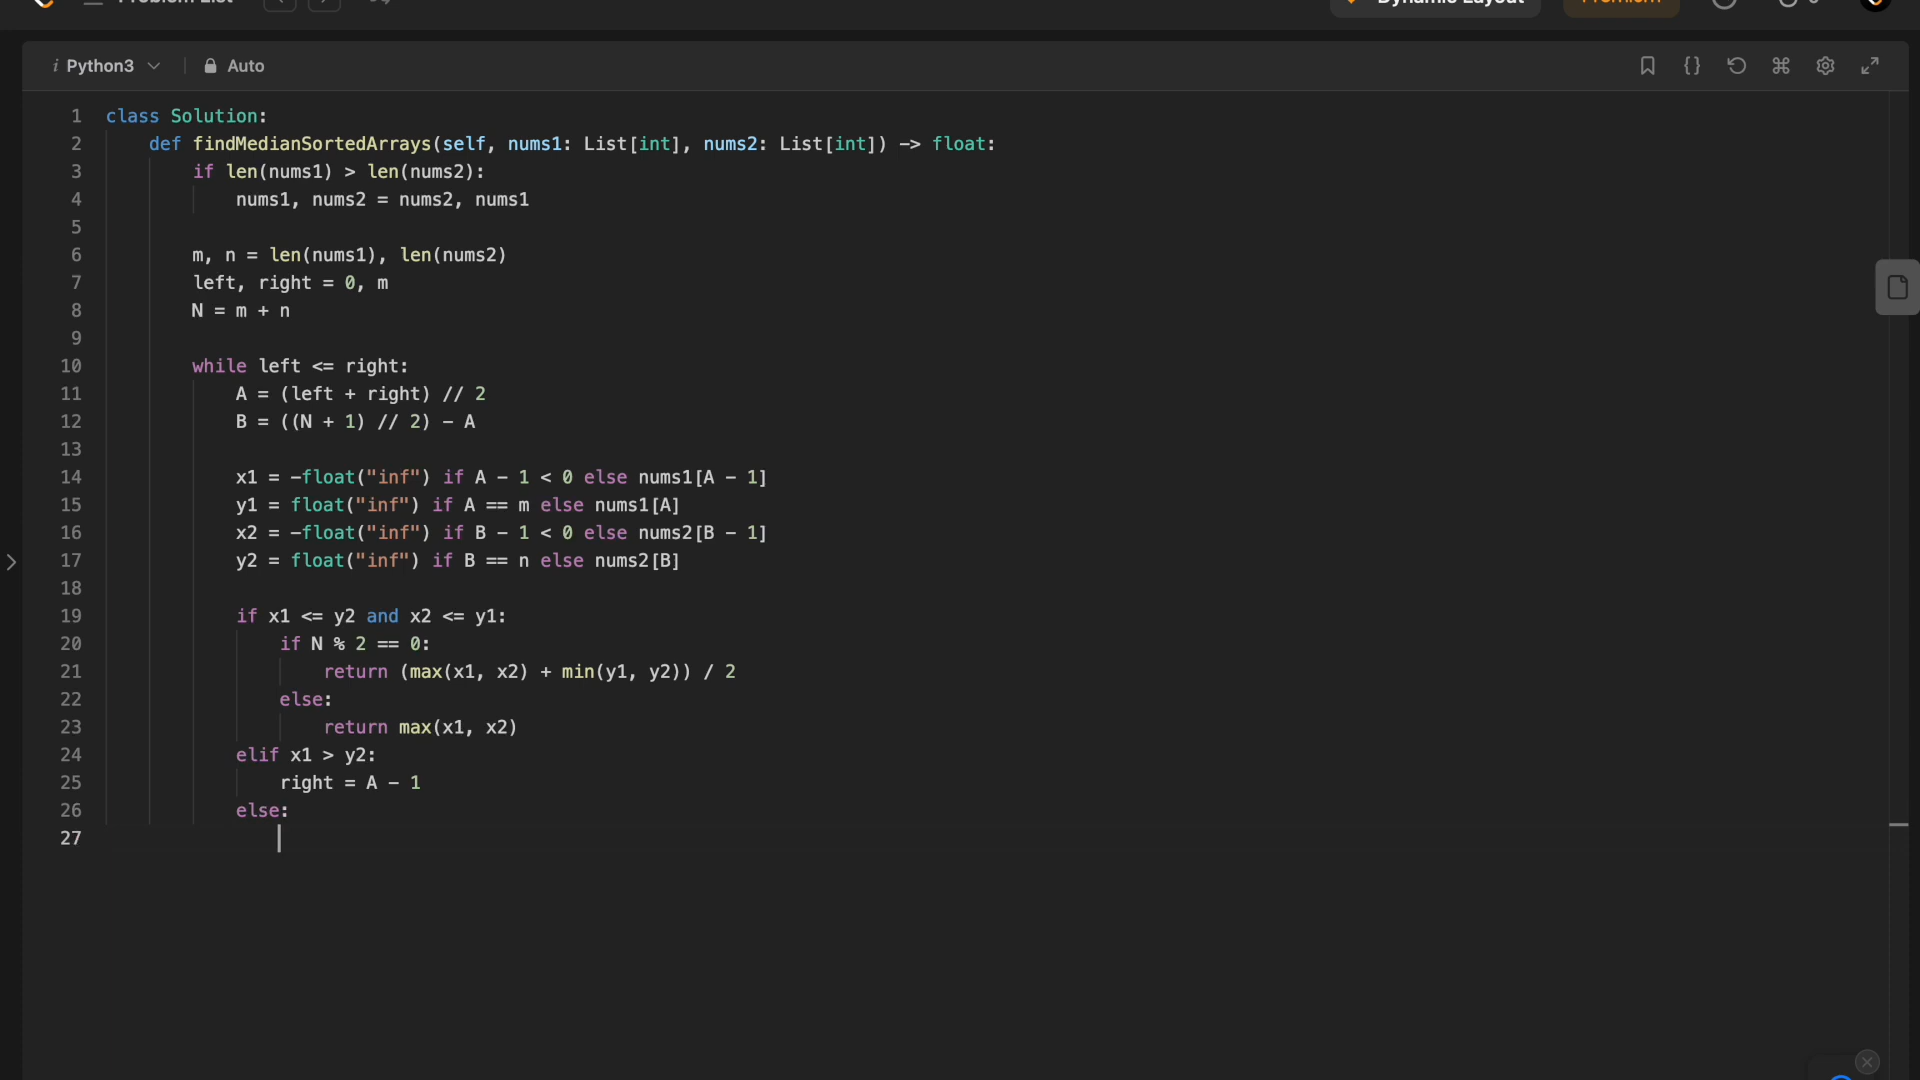 Problem List
Dynamic Layout
Premium
i Python3
Auto
1 class Solution:
2 def findMedianSortedArrays(self, nums1: List[int], nums2: List[int]) -> float:
3 if len(nums1) > len(nums2):
4 nums1, nums2 = nums2, nums1
5
6 m, n = len(nums1), len(nums2)
7 left, right = 0, m
8 N = m + n
9
10 while left <= right:
11 A = (left + right) // 2
12 B = ((N + 1) // 2) - A
13
14 x1 = -float("inf") if A - 1 < 0 else nums1[A - 1]
15 y1 = float("inf") if A == m else nums1[A]
16 x2 = -float("inf") if B - 1 < 0 else nums2[B - 1]
17 y2 = float("inf") if B == n else nums2[B]
18
19 if x1 <= y2 and x2 <= y1:
20 if N % 2 == 0:
21 return (max(x1, x2) + min(y1, y2)) / 2
22 else:
23 return max(x1, x2)
24 elif x1 > y2:
25 right = A - 1
26 else:
27